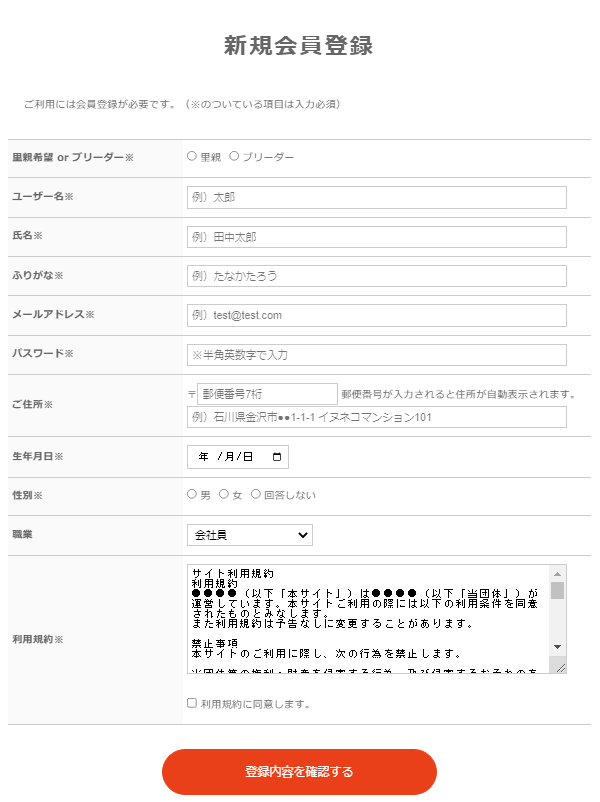 新規会員登録
ご利用には会員登録が必要です。（※のついている項目は入力必須）
里親希望 or ブリーダー※ 里親 ブリーダー
ユーザー名※ 例）太郎
氏名※ 例）田中太郎
ふりがな※ 例）たなかたろう
メールアドレス※ 例）test@test.com
パスワード※ ※半角英数字で入力
ご住所※ 〒 郵便番号7桁 郵便番号が入力されると住所が自動表示されます。
例）石川県金沢市●●1-1-1 イヌネコマンション101
生年月日※ 年 /月/日
性別※ 男 女 回答しない
職業 会社員
利用規約※
サイト利用規約
利用規約
●●●●（以下「本サイト」）は●●●●（以下「当団体」）が
運営しています。本サイトご利用の際には以下の利用条件を同意
されたものとみなします。
また利用規約は予告なしに変更することがあります。
禁止事項
本サイトのご利用に際し、次の行為を禁止します。
利用規約に同意します。
登録内容を確認する